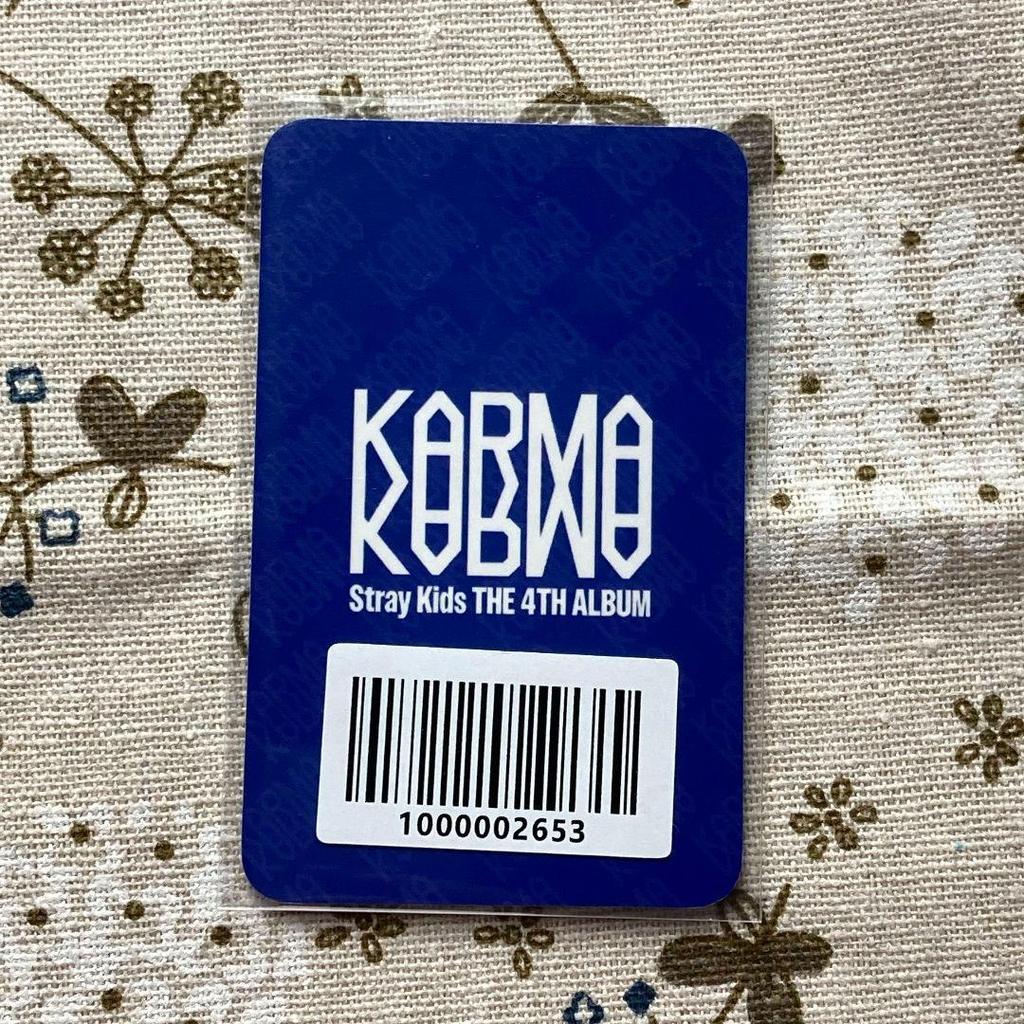 KARMA
Stray Kids THE 4TH ALBUM
1000002653